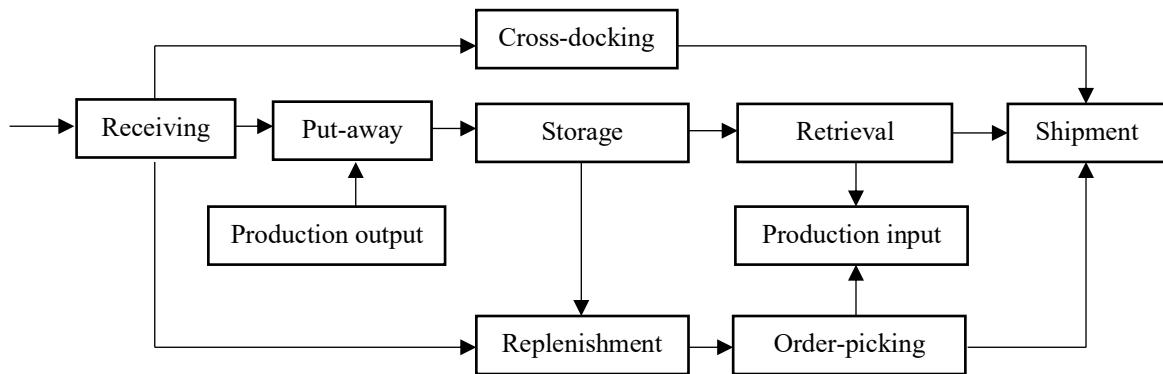 Cross-docking
Receiving
Put-away
Storage
Retrieval
Shipment
Production output
Production input
Replenishment
Order-picking